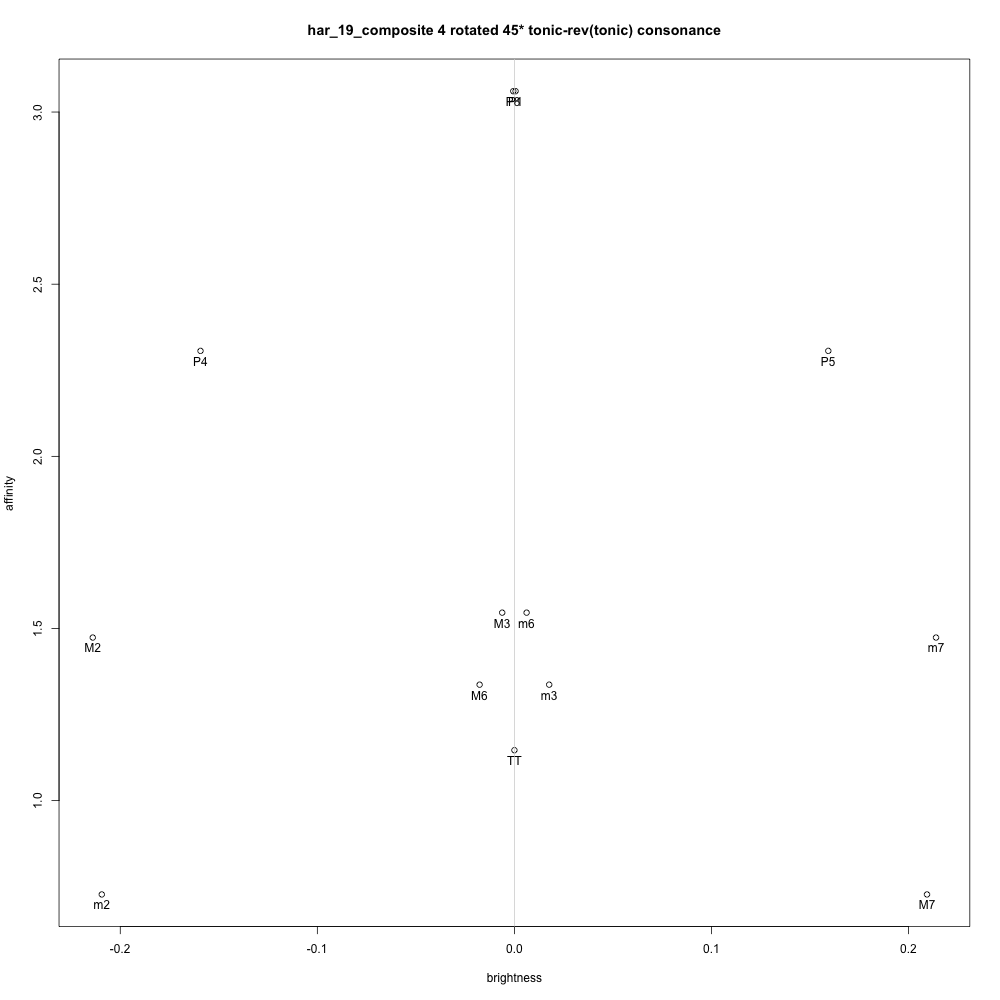 har_19_composite 4 rotated 45* tonic-rev(tonic) consonance
3.0
2.5
P4
P5
2.0
affinity
M3
m6
1.5
M2
m7
M6
m3
TT
1.0
m2
M7
-0.2
-0.1
0.0
0.1
0.2
brightness